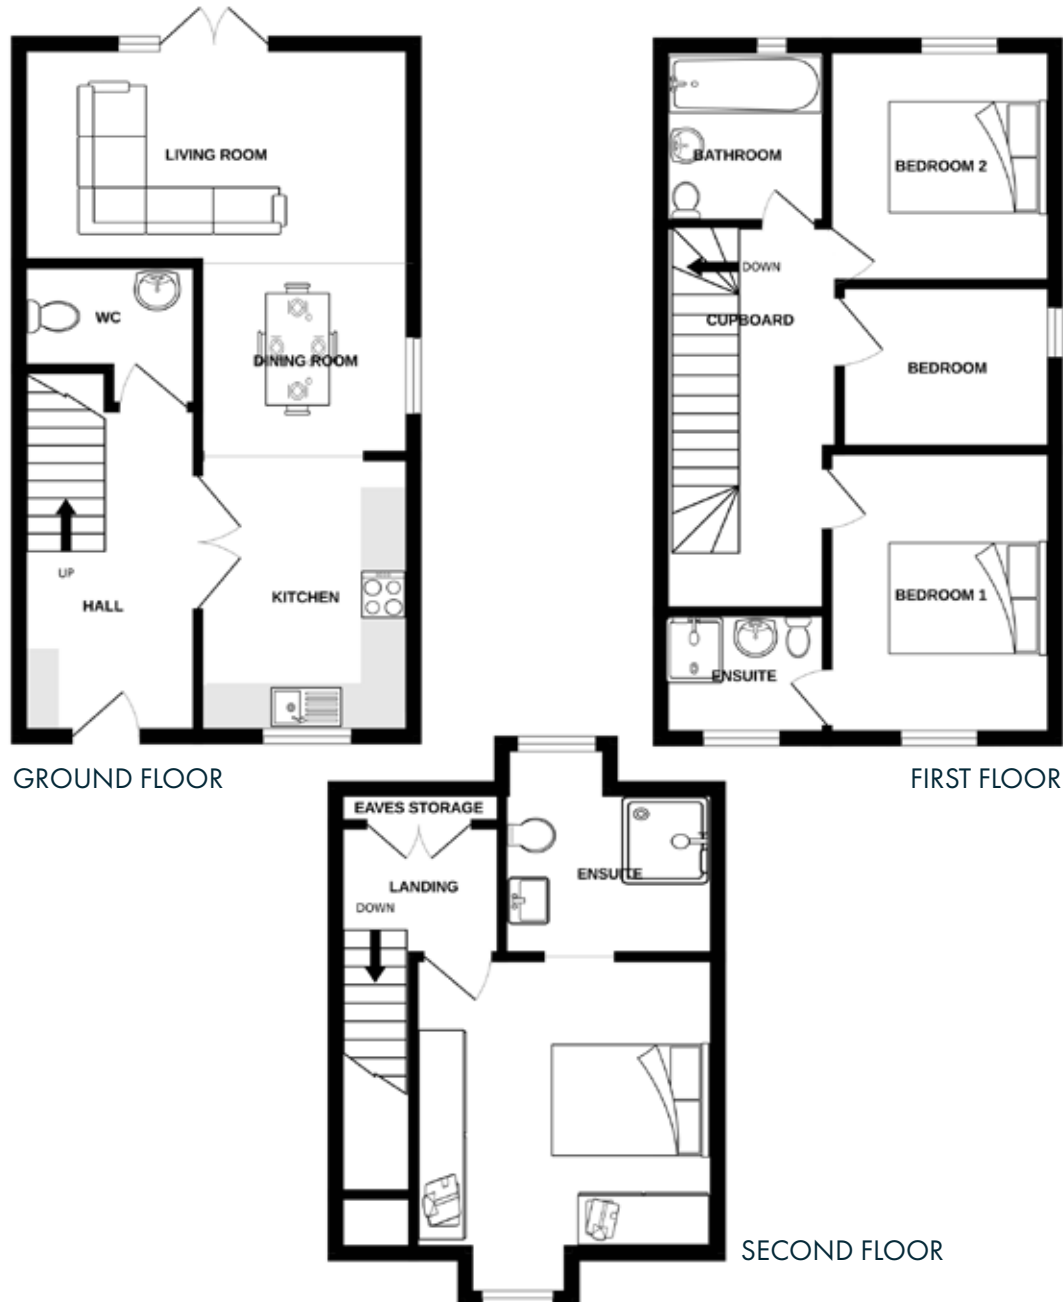 LIVING ROOM
WC
DINING ROOM
UP
HALL
KITCHEN
GROUND FLOOR
BATHROOM
BEDROOM 2
DOWN
CUPBOARD
BEDROOM
BEDROOM 1
ENSUITE
FIRST FLOOR
EAVES STORAGE
ENSUITE
LANDING
DOWN
SECOND FLOOR